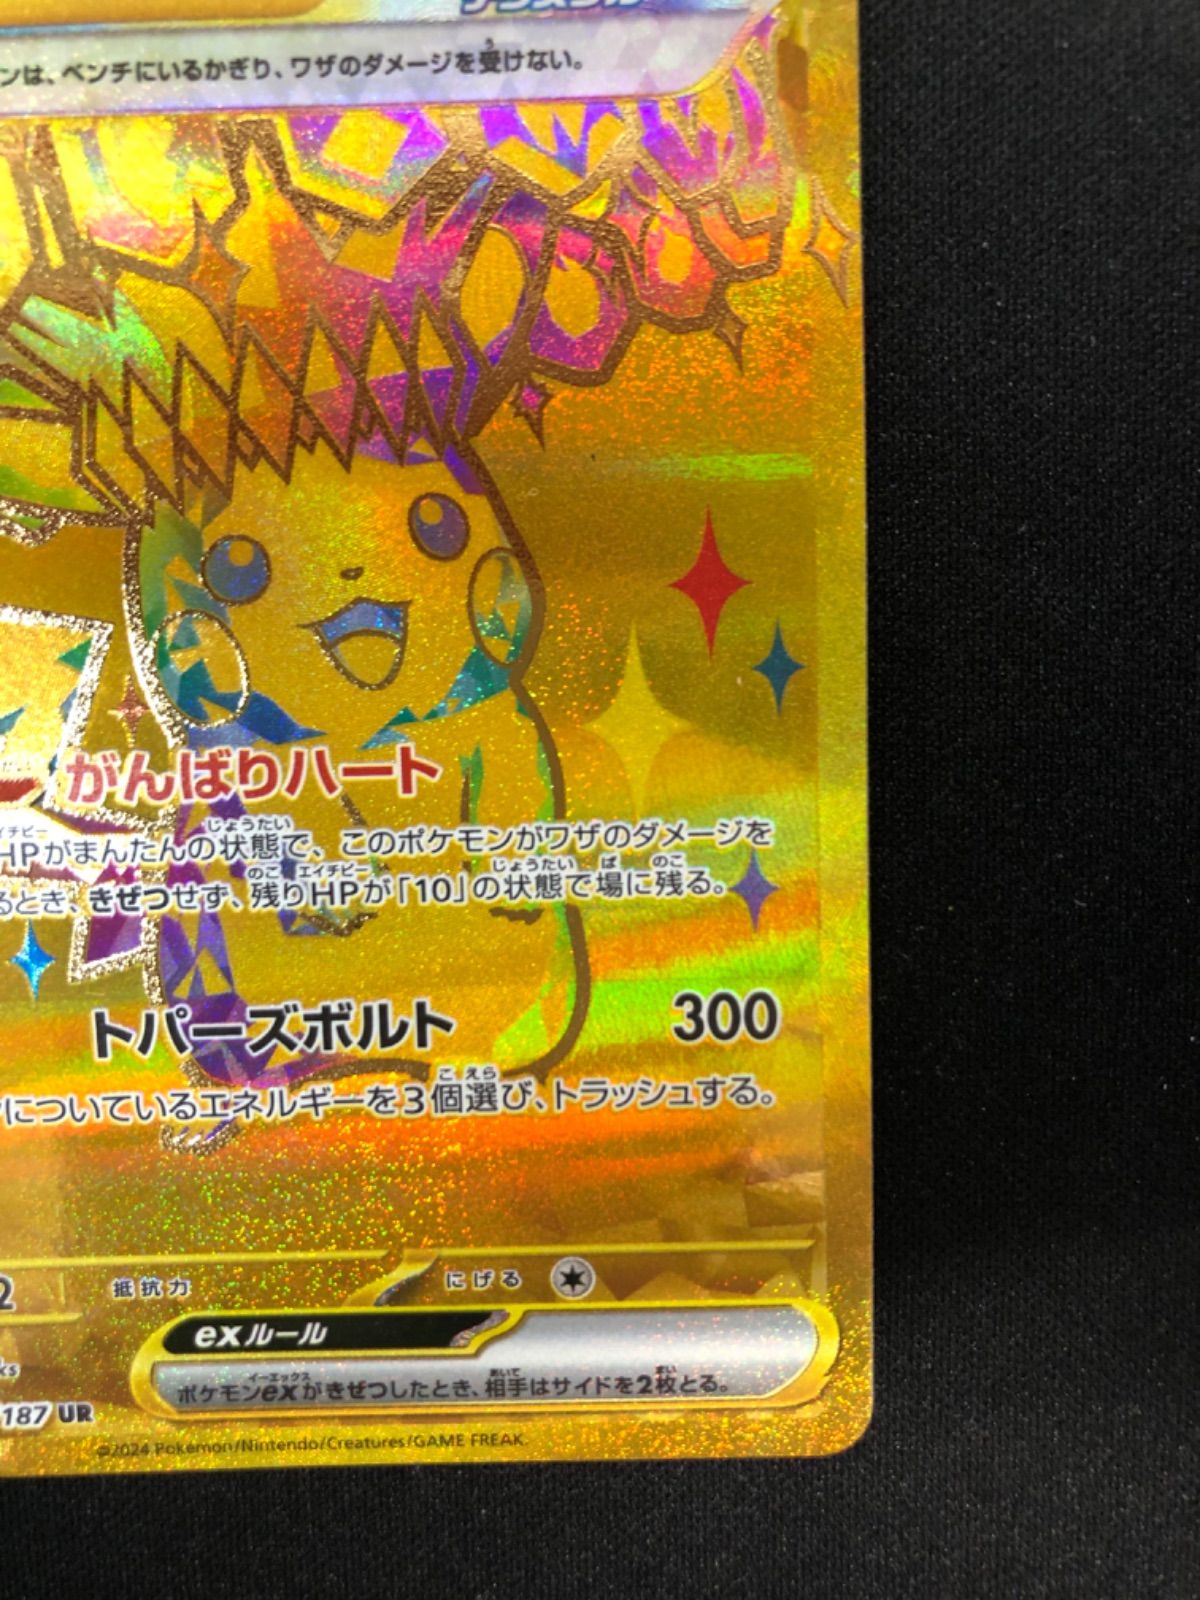 ンは、ベンチにいるかぎり、ワザのダメージを受けない。
がんばりハート
HPがまんたんの状態で、このポケモンがワザのダメージを
るとき、きぜつせず、残りHPが「10」の状態で場に残る。
トパーズボルト 300
についているエネルギーを3個選び、トラッシュする。
2 抵抗力 にげる
exルール
ポケモンexがきぜつしたとき、相手はサイドを2枚とる。
187 UR
©2024 Pokémon/Nintendo/Creatures/GAME FREAK